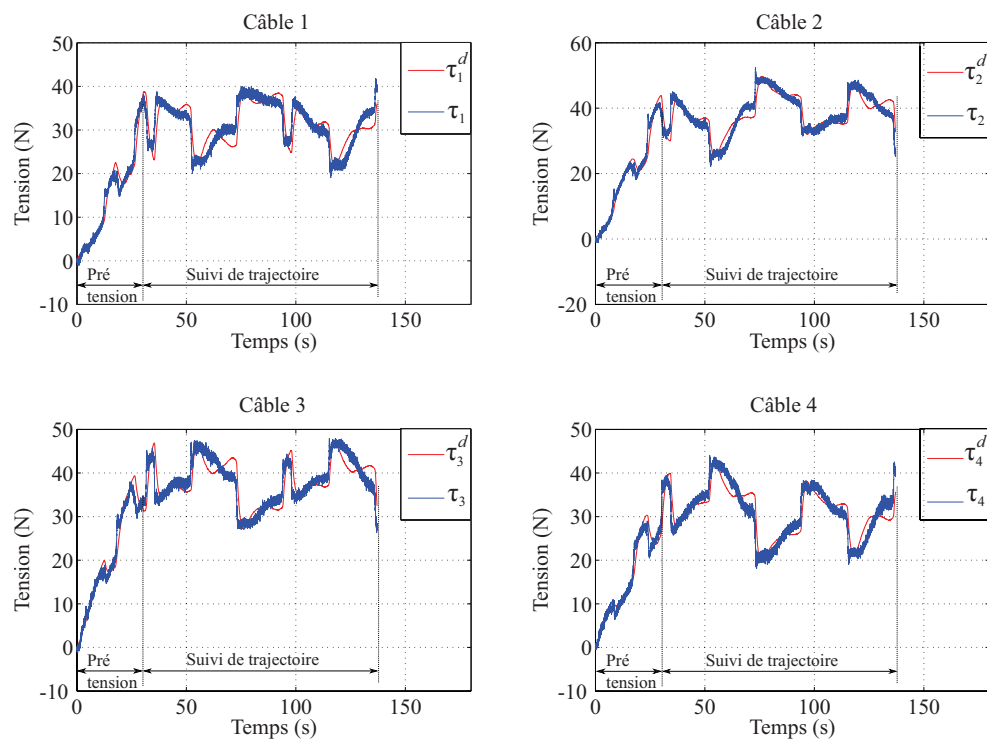 Câble 1
50
40
30
20
10
0
-10
Tension (N)
τ₁ᵈ
τ₁
Pré
tension
Suivi de trajectoire
0
50
100
150
Temps (s)
Câble 2
60
40
20
0
-20
Tension (N)
τ₂ᵈ
τ₂
Pré
tension
Suivi de trajectoire
0
50
100
150
Temps (s)
Câble 3
50
40
30
20
10
0
-10
Tension (N)
τ₃ᵈ
τ₃
Pré
tension
Suivi de trajectoire
0
50
100
150
Temps (s)
Câble 4
50
40
30
20
10
0
-10
Tension (N)
τ₄ᵈ
τ₄
Pré
tension
Suivi de trajectoire
0
50
100
150
Temps (s)